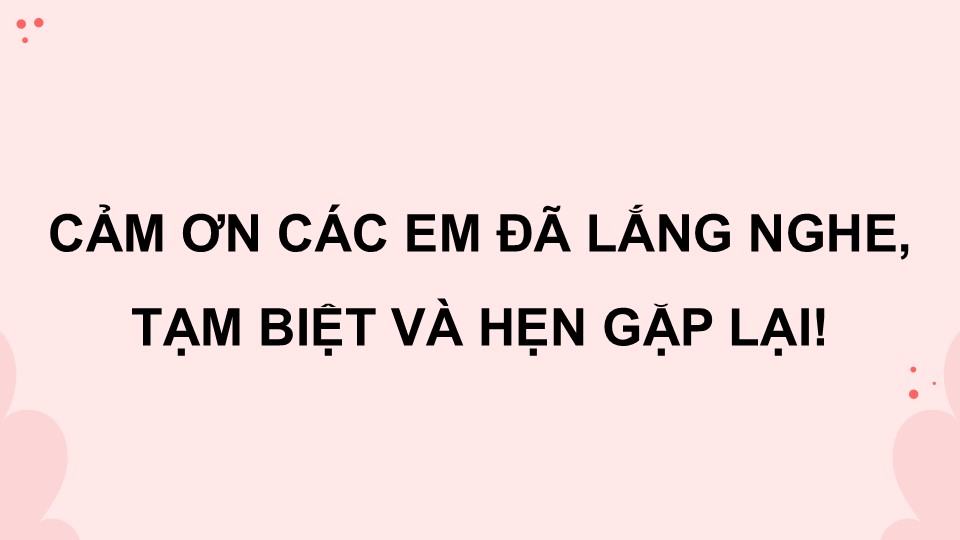 CẢM ƠN CÁC EM ĐÃ LẮNG NGHE,
TẠM BIỆT VÀ HẸN GẶP LẠI!